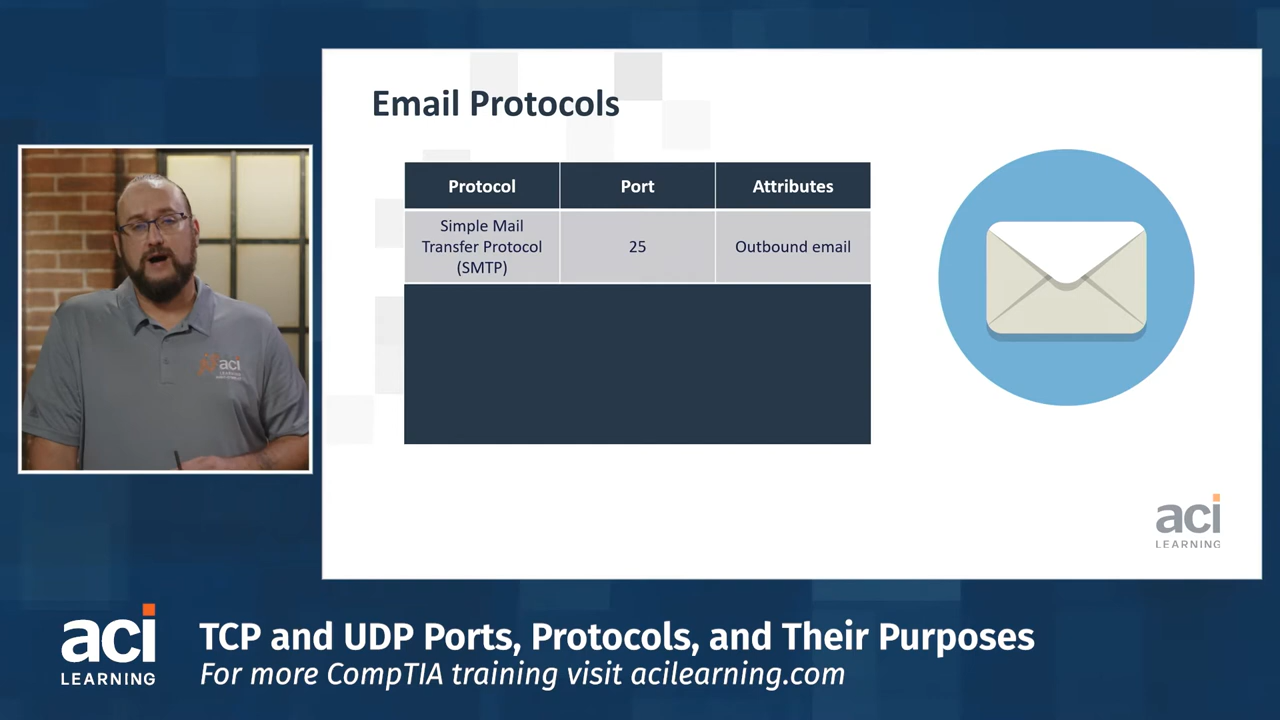 Email Protocols
Protocol
Port
Attributes
Simple Mail
Transfer Protocol
(SMTP)
25
Outbound email
aci
aci
LEARNING
aci
LEARNING
TCP and UDP Ports, Protocols, and Their Purposes
For more CompTIA training visit acilearning.com